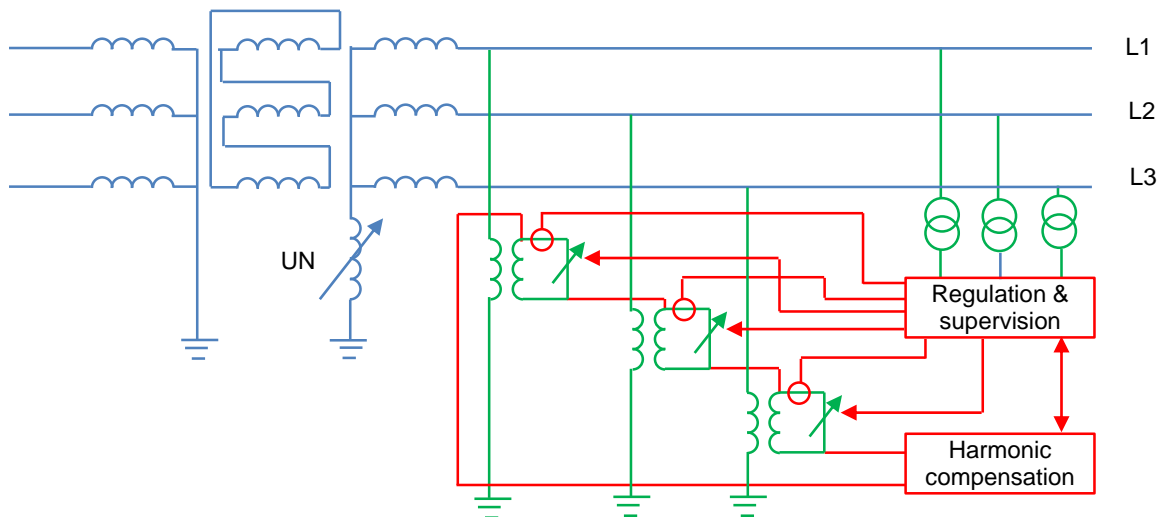 L1
L2
L3
UN
Regulation &
supervision
Harmonic
compensation